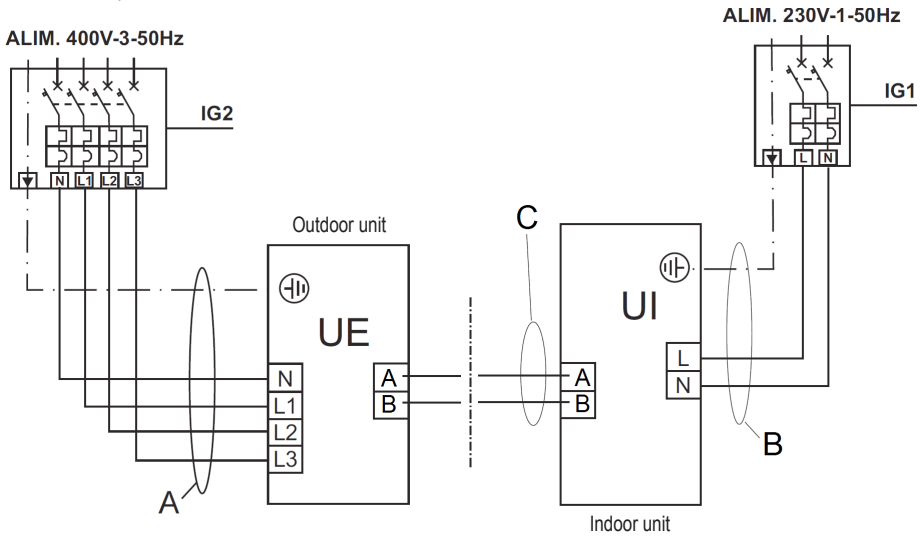 ALIM. 400V-3-50Hz
ALIM. 230V-1-50Hz
IG2
IG1
N L1 L2 L3
L N
Outdoor unit
C
UE
UI
N
L1
L2
L3
A
B
A
B
L
N
A
B
Indoor unit